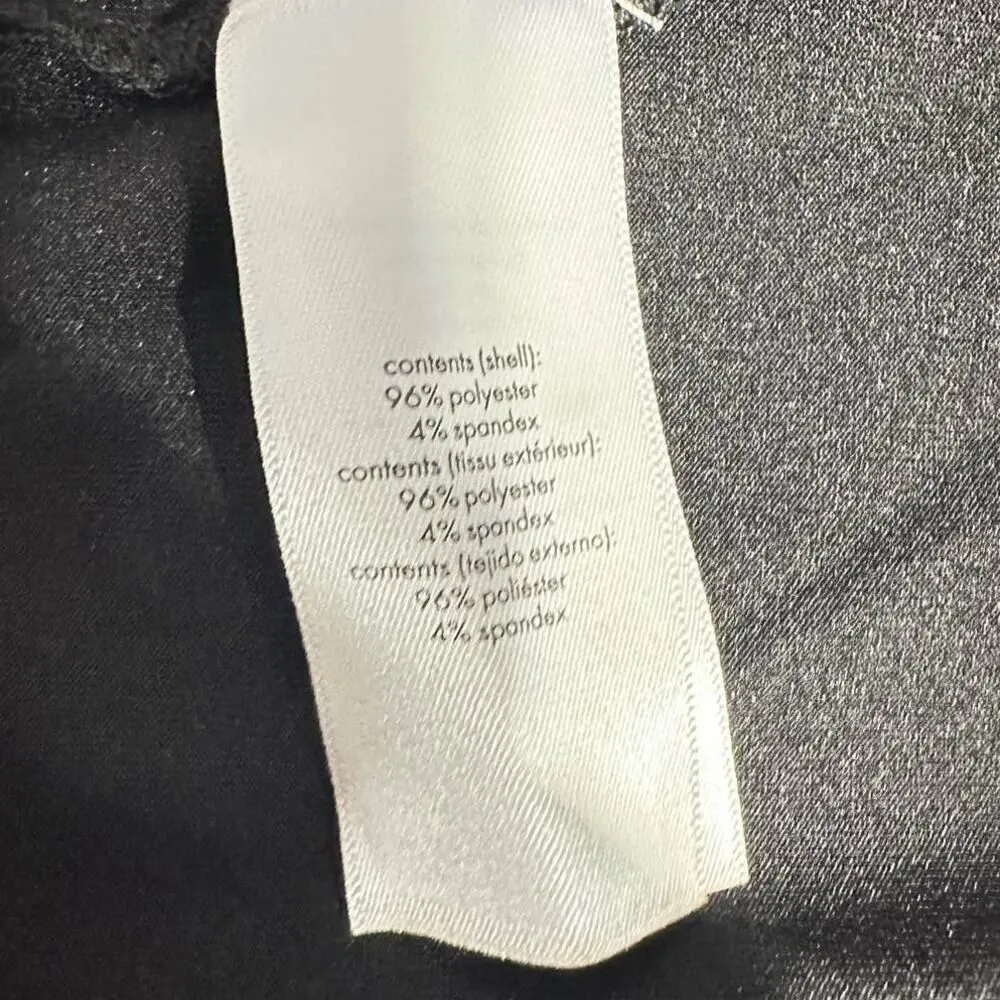 contents (shell):
96% polyester
4% spandex
contents (tissu extérieur):
96% polyester
4% spandex
contents (tejido externo):
96% poliéster
4% spandex